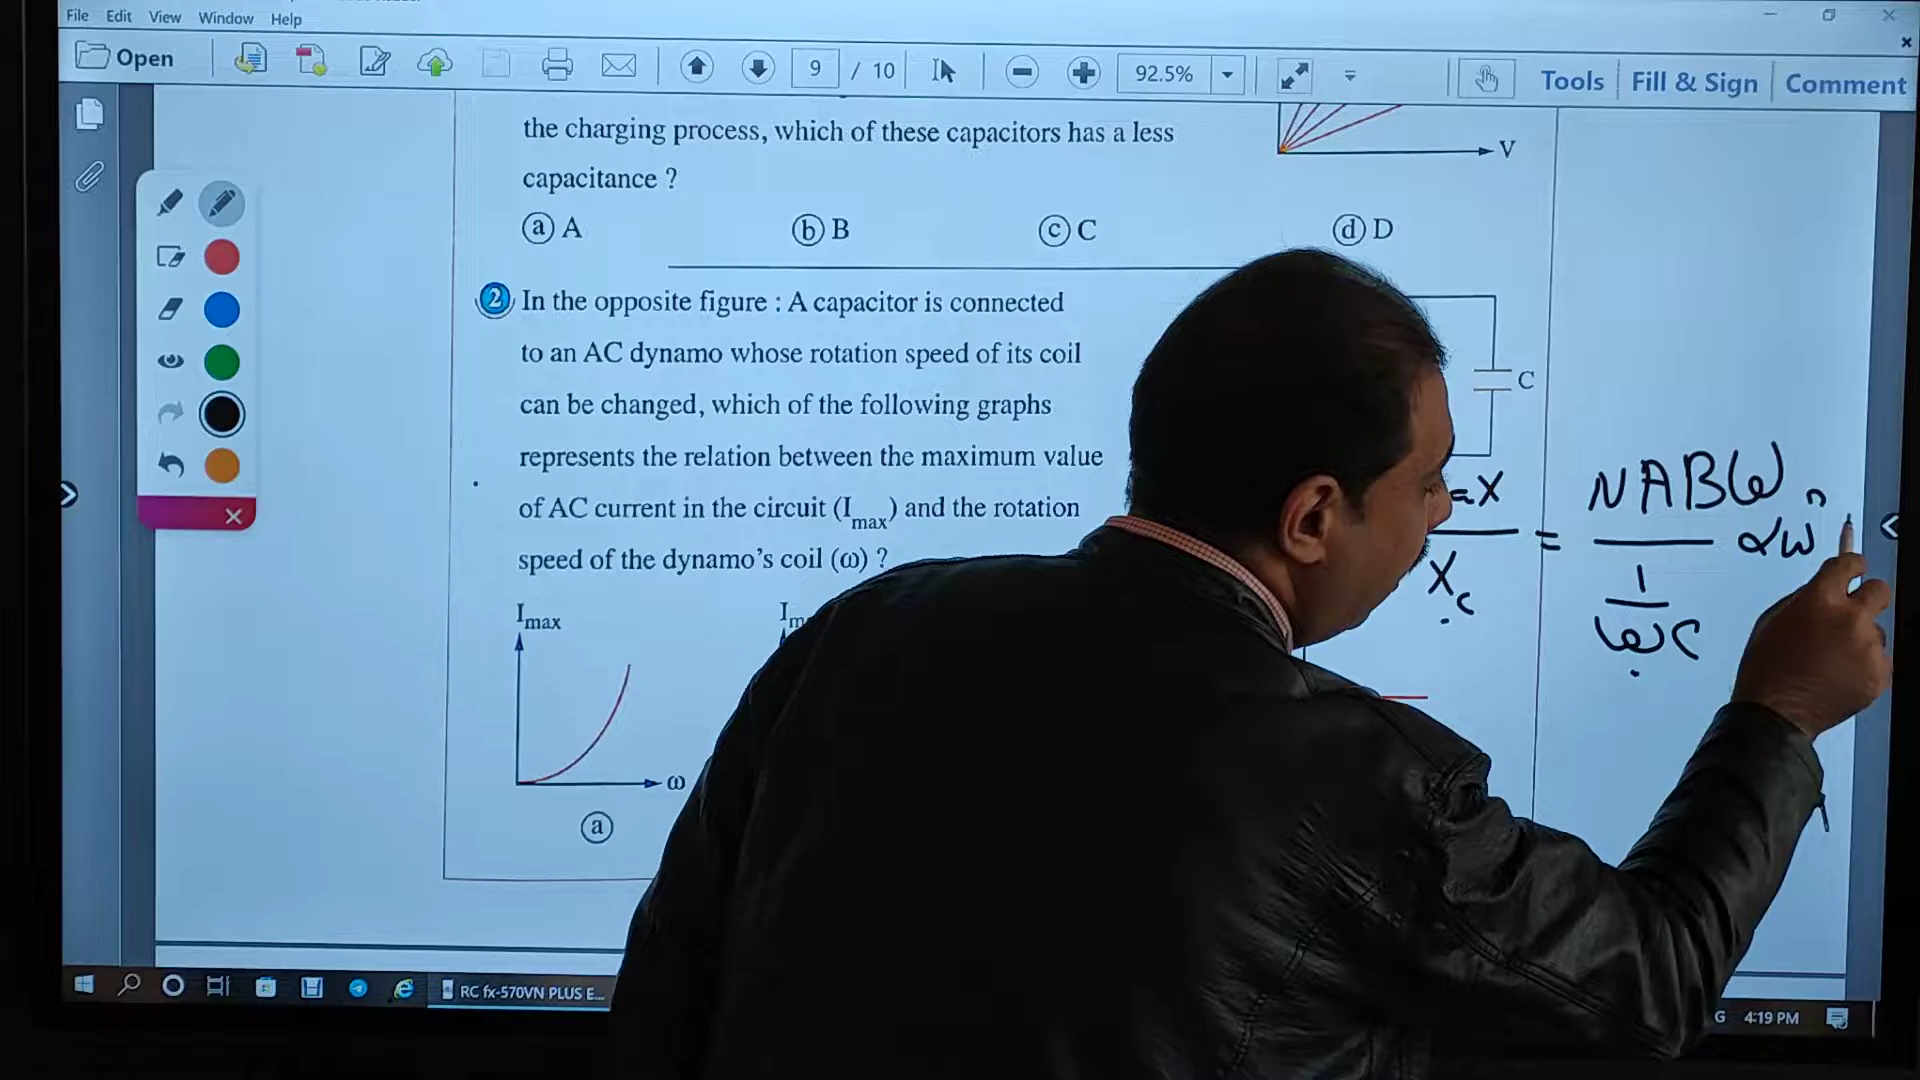 File Edit View Window Help
Open
9 / 10
92.5%
Tools
Fill & Sign
Comment
the charging process, which of these capacitors has a less
capacitance ?
V
ⓐ A
ⓑ B
ⓒ C
ⓓ D
2 In the opposite figure : A capacitor is connected
to an AC dynamo whose rotation speed of its coil
can be changed, which of the following graphs
represents the relation between the maximum value
of AC current in the circuit (Imax) and the rotation
speed of the dynamo's coil (ω) ?
C
aX
Xc
=
NABω
1
ωC
αω
Imax
ω
ⓐ
RC fx-570VN PLUS E...
G 4:19 PM